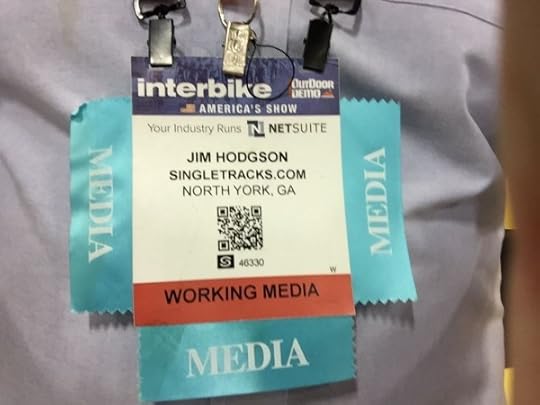 interbike OutDoor DEMO
AMERICA'S SHOW
Your Industry Runs N NETSUITE
JIM HODGSON
SINGLETRACKS.COM
NORTH YORK, GA
S 46330
W
WORKING MEDIA
MEDIA
MEDIA
MEDIA